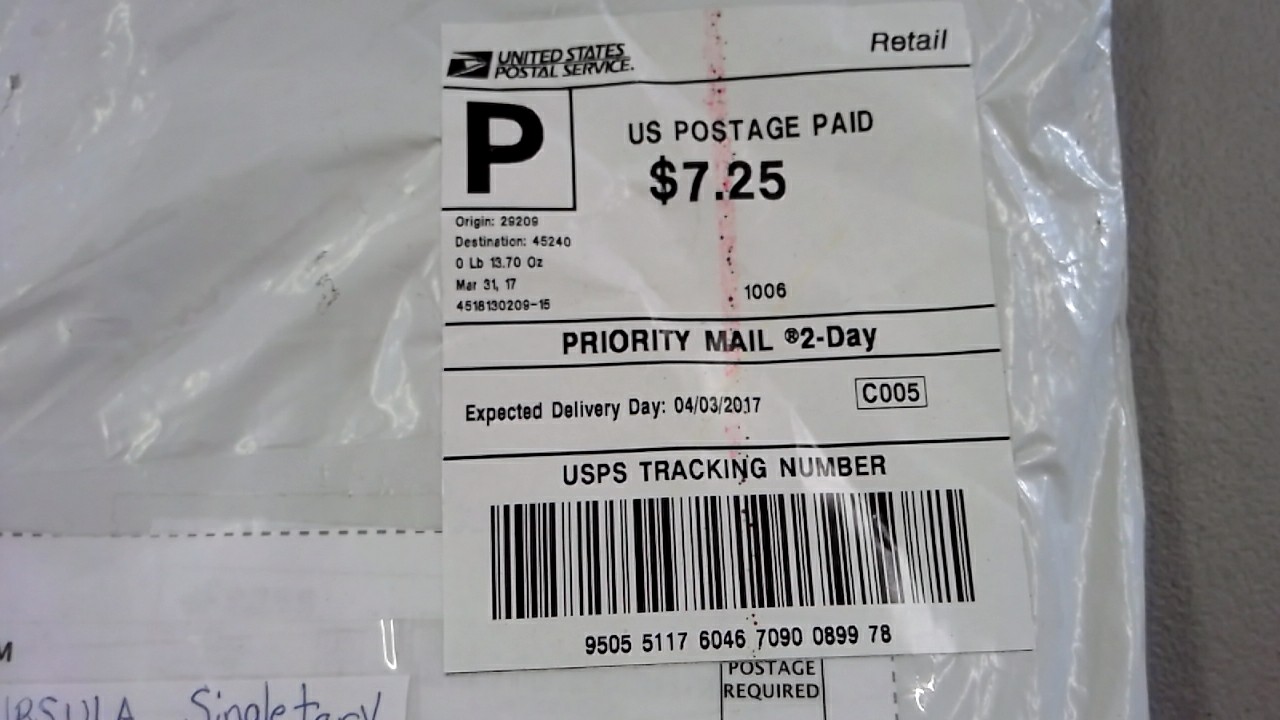 UNITED STATES
POSTAL SERVICE.
Retail
P
US POSTAGE PAID
$7.25
Origin: 29209
Destination: 45240
0 Lb 13.70 Oz
Mar 31, 17
4518130209-15
1006
PRIORITY MAIL ®2-Day
Expected Delivery Day: 04/03/2017
C005
USPS TRACKING NUMBER
9505 5117 6046 7090 0899 78
POSTAGE
REQUIRED
M
Singletary